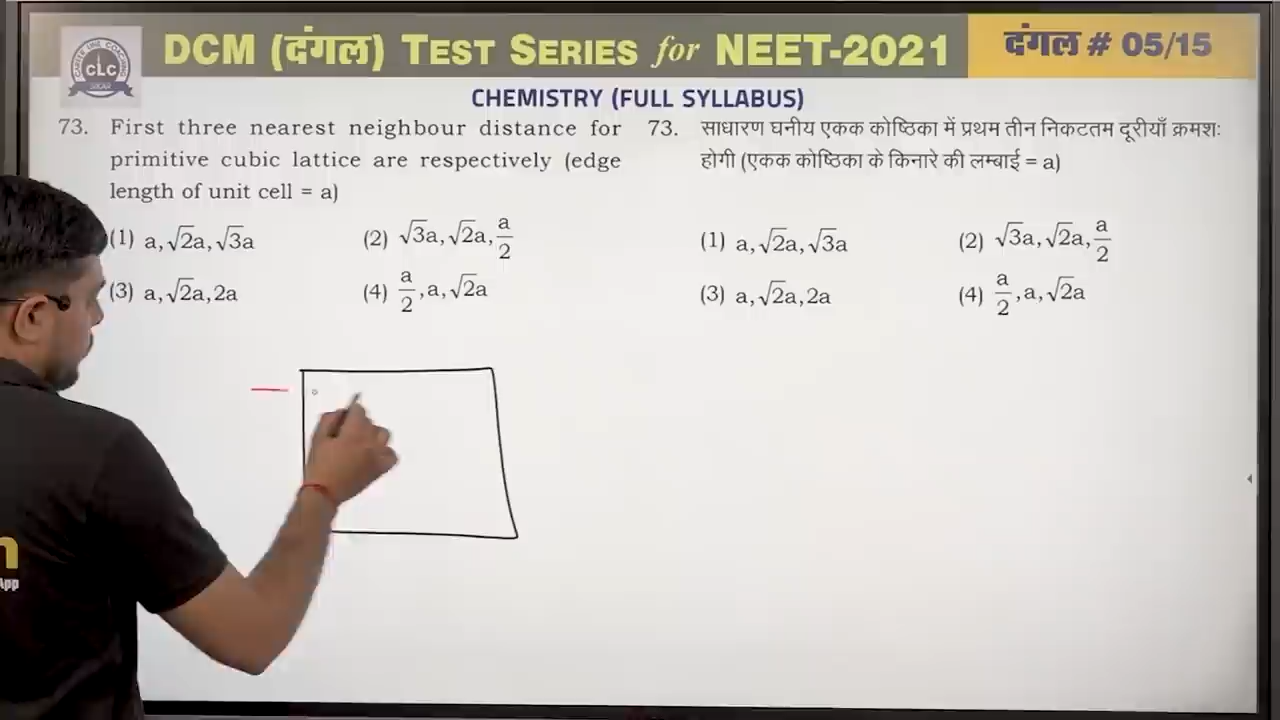 DCM (दंगल) TEST SERIES for NEET-2021
दंगल # 05/15
CLC
CHEMISTRY (FULL SYLLABUS)
73. First three nearest neighbour distance for
primitive cubic lattice are respectively (edge
length of unit cell = a)
(1) a, √2a, √3a (2) √3a, √2a, a/2
(3) a, √2a, 2a (4) a/2, a, √2a
73. साधारण घनीय एकक कोष्ठिका में प्रथम तीन निकटतम दूरीयाँ क्रमशः
होगी (एकक कोष्ठिका के किनारे की लम्बाई = a)
(1) a, √2a, √3a (2) √3a, √2a, a/2
(3) a, √2a, 2a (4) a/2, a, √2a
App